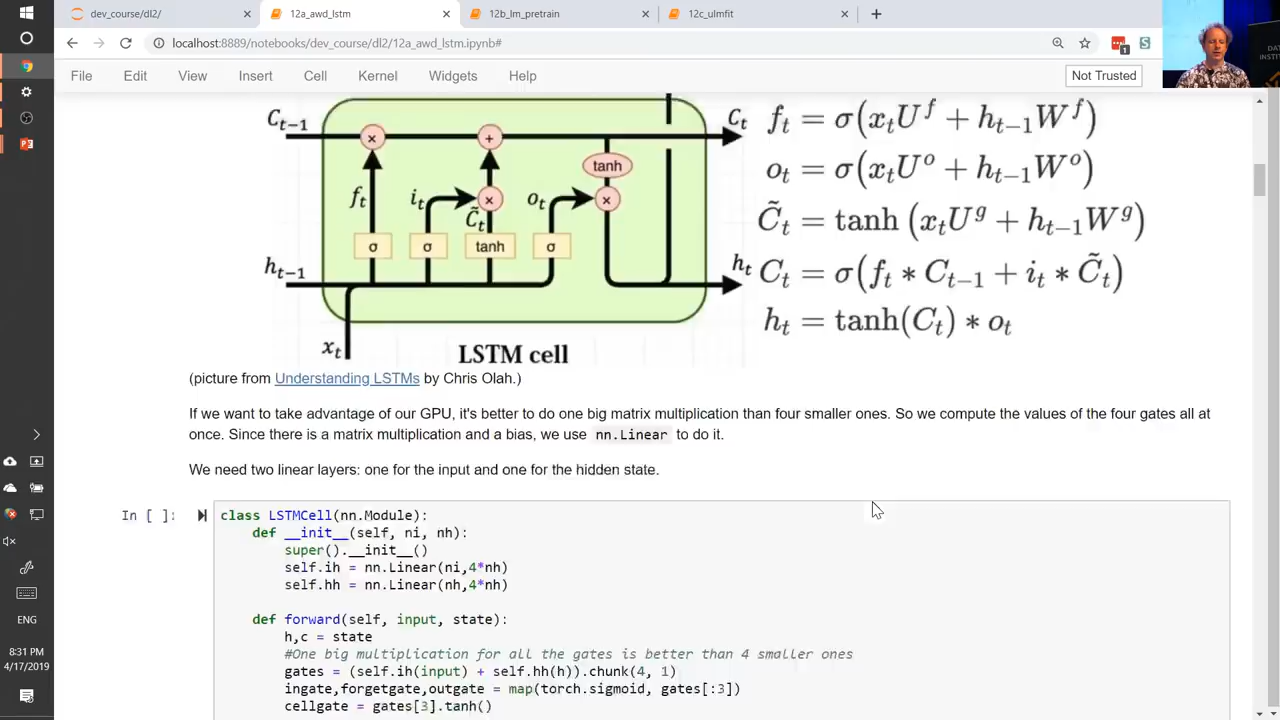 dev_course/dl2/
12a_awd_lstm
12b_lm_pretrain
12c_ulmfit
localhost:8889/notebooks/dev_course/dl2/12a_awd_lstm.ipynb#
1
S
File Edit View Insert Cell Kernel Widgets Help
Not Trusted
DAT
INSTIT
C_{t-1}
C_t
f_t = σ(x_t U^f + h_{t-1} W^f)
tanh
o_t = σ(x_t U^o + h_{t-1} W^o)
f_t
i_t
C̃_t
o_t
C̃_t = tanh (x_t U^g + h_{t-1} W^g)
σ σ tanh σ
h_{t-1}
h_t
C_t = σ(f_t * C_{t-1} + i_t * C̃_t)
h_t = tanh(C_t) * o_t
x_t
LSTM cell
(picture from Understanding LSTMs by Chris Olah.)
If we want to take advantage of our GPU, it's better to do one big matrix multiplication than four smaller ones. So we compute the values of the four gates all at
once. Since there is a matrix multiplication and a bias, we use nn.Linear to do it.
We need two linear layers: one for the input and one for the hidden state.
In [ ]:
class LSTMCell(nn.Module):
def __init__(self, ni, nh):
super().__init__()
self.ih = nn.Linear(ni,4*nh)
self.hh = nn.Linear(nh,4*nh)
def forward(self, input, state):
h,c = state
#One big multiplication for all the gates is better than 4 smaller ones
gates = (self.ih(input) + self.hh(h)).chunk(4, 1)
ingate,forgetgate,outgate = map(torch.sigmoid, gates[:3])
cellgate = gates[3].tanh()
ENG
8:31 PM
4/17/2019